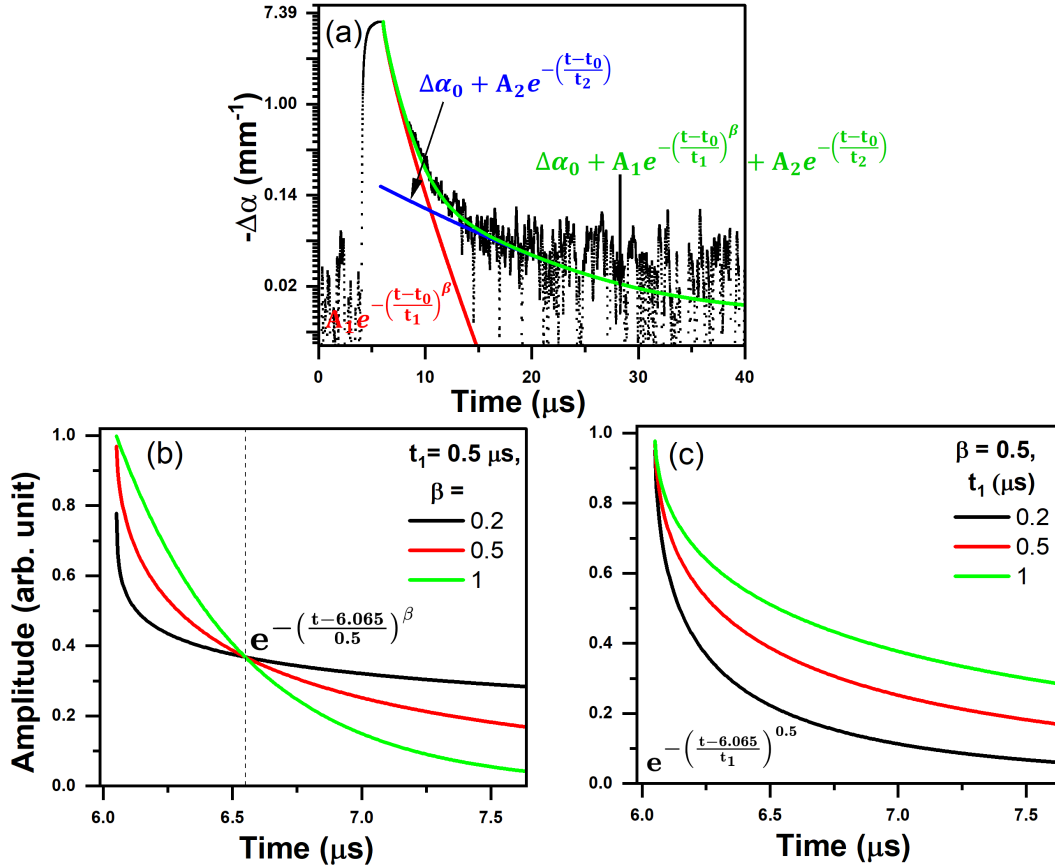 (a)
7.39
1.00
0.14
0.02
-Δα (mm⁻¹)
Δα₀ + A₂e^{-((t-t₀)/t₂)}
Δα₀ + A₁e^{-((t-t₀)/t₁)^β} + A₂e^{-((t-t₀)/t₂)}
A₁e^{-((t-t₀)/t₁)^β}
0 10 20 30 40
Time (μs)
(b)
t₁= 0.5 μs,
β =
0.2
0.5
1
e^{-((t-6.065)/0.5)^β}
1.0
0.8
0.6
0.4
0.2
0.0
Amplitude (arb. unit)
6.0 6.5 7.0 7.5
Time (μs)
(c)
β = 0.5,
t₁ (μs)
0.2
0.5
1
e^{-((t-6.065)/t₁)^{0.5}}
1.0
0.8
0.6
0.4
0.2
0.0
6.0 6.5 7.0 7.5
Time (μs)